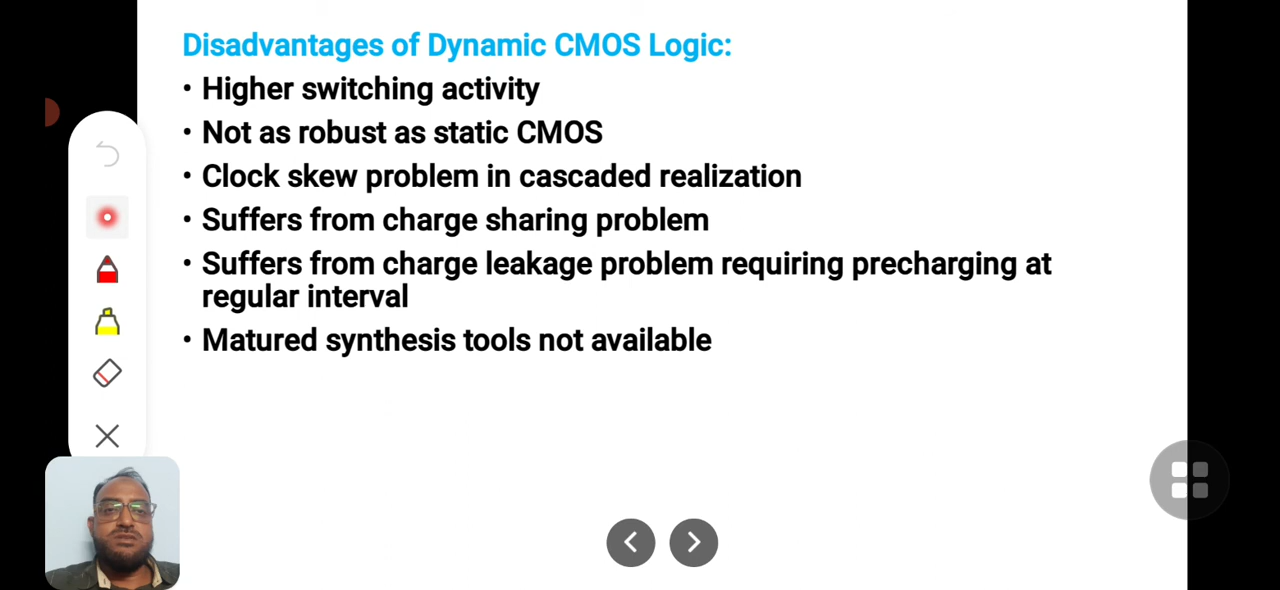 Disadvantages of Dynamic CMOS Logic:
• Higher switching activity
• Not as robust as static CMOS
• Clock skew problem in cascaded realization
• Suffers from charge sharing problem
• Suffers from charge leakage problem requiring precharging at
regular interval
• Matured synthesis tools not available